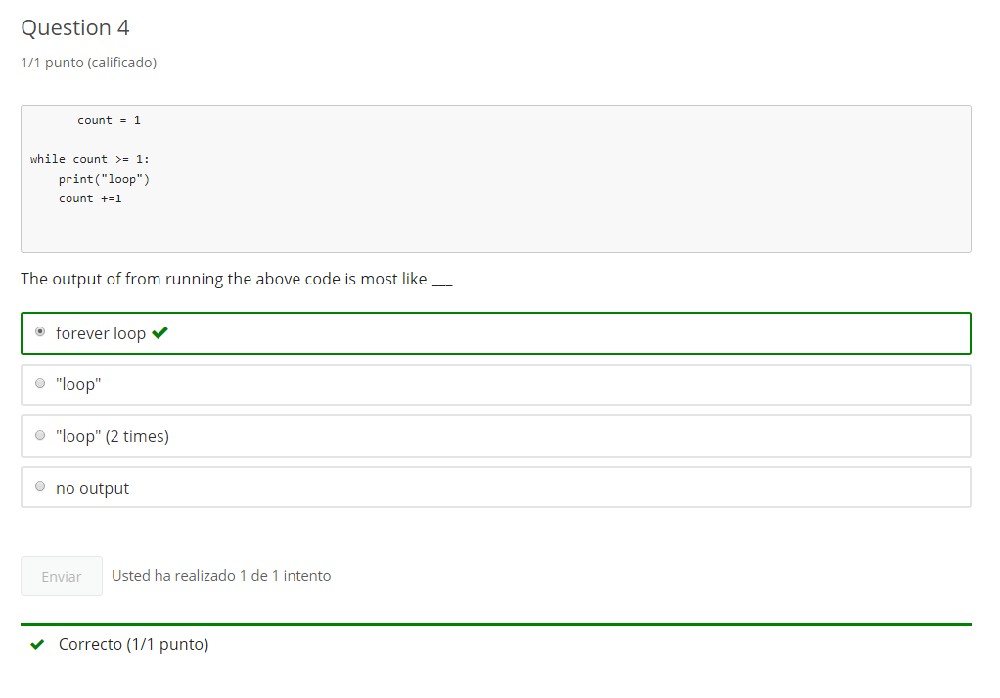 Question 4
1/1 punto (calificado)
count = 1
while count >= 1:
print("loop")
count +=1
The output of from running the above code is most like ___
forever loop
"loop"
"loop" (2 times)
no output
Enviar
Usted ha realizado 1 de 1 intento
Correcto (1/1 punto)